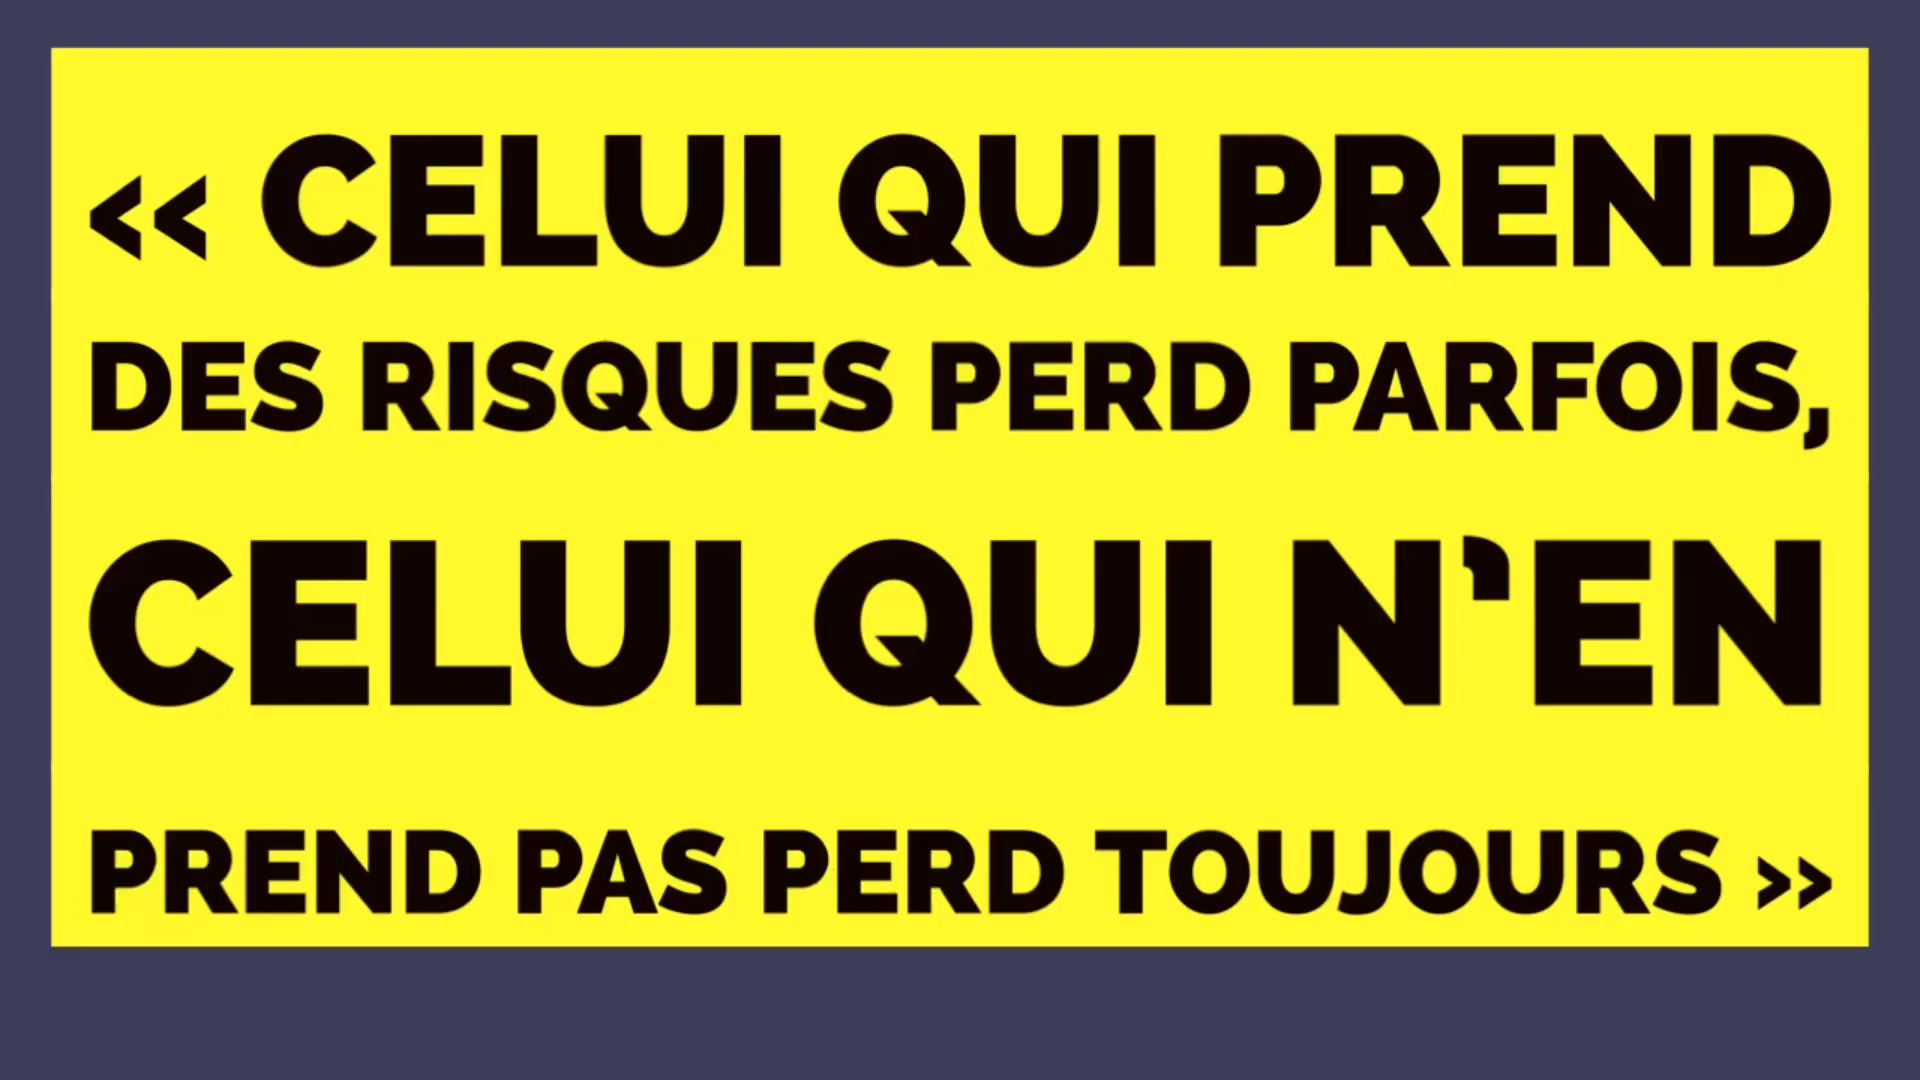 « CELUI QUI PREND
DES RISQUES PERD PARFOIS,
CELUI QUI N’EN
PREND PAS PERD TOUJOURS »